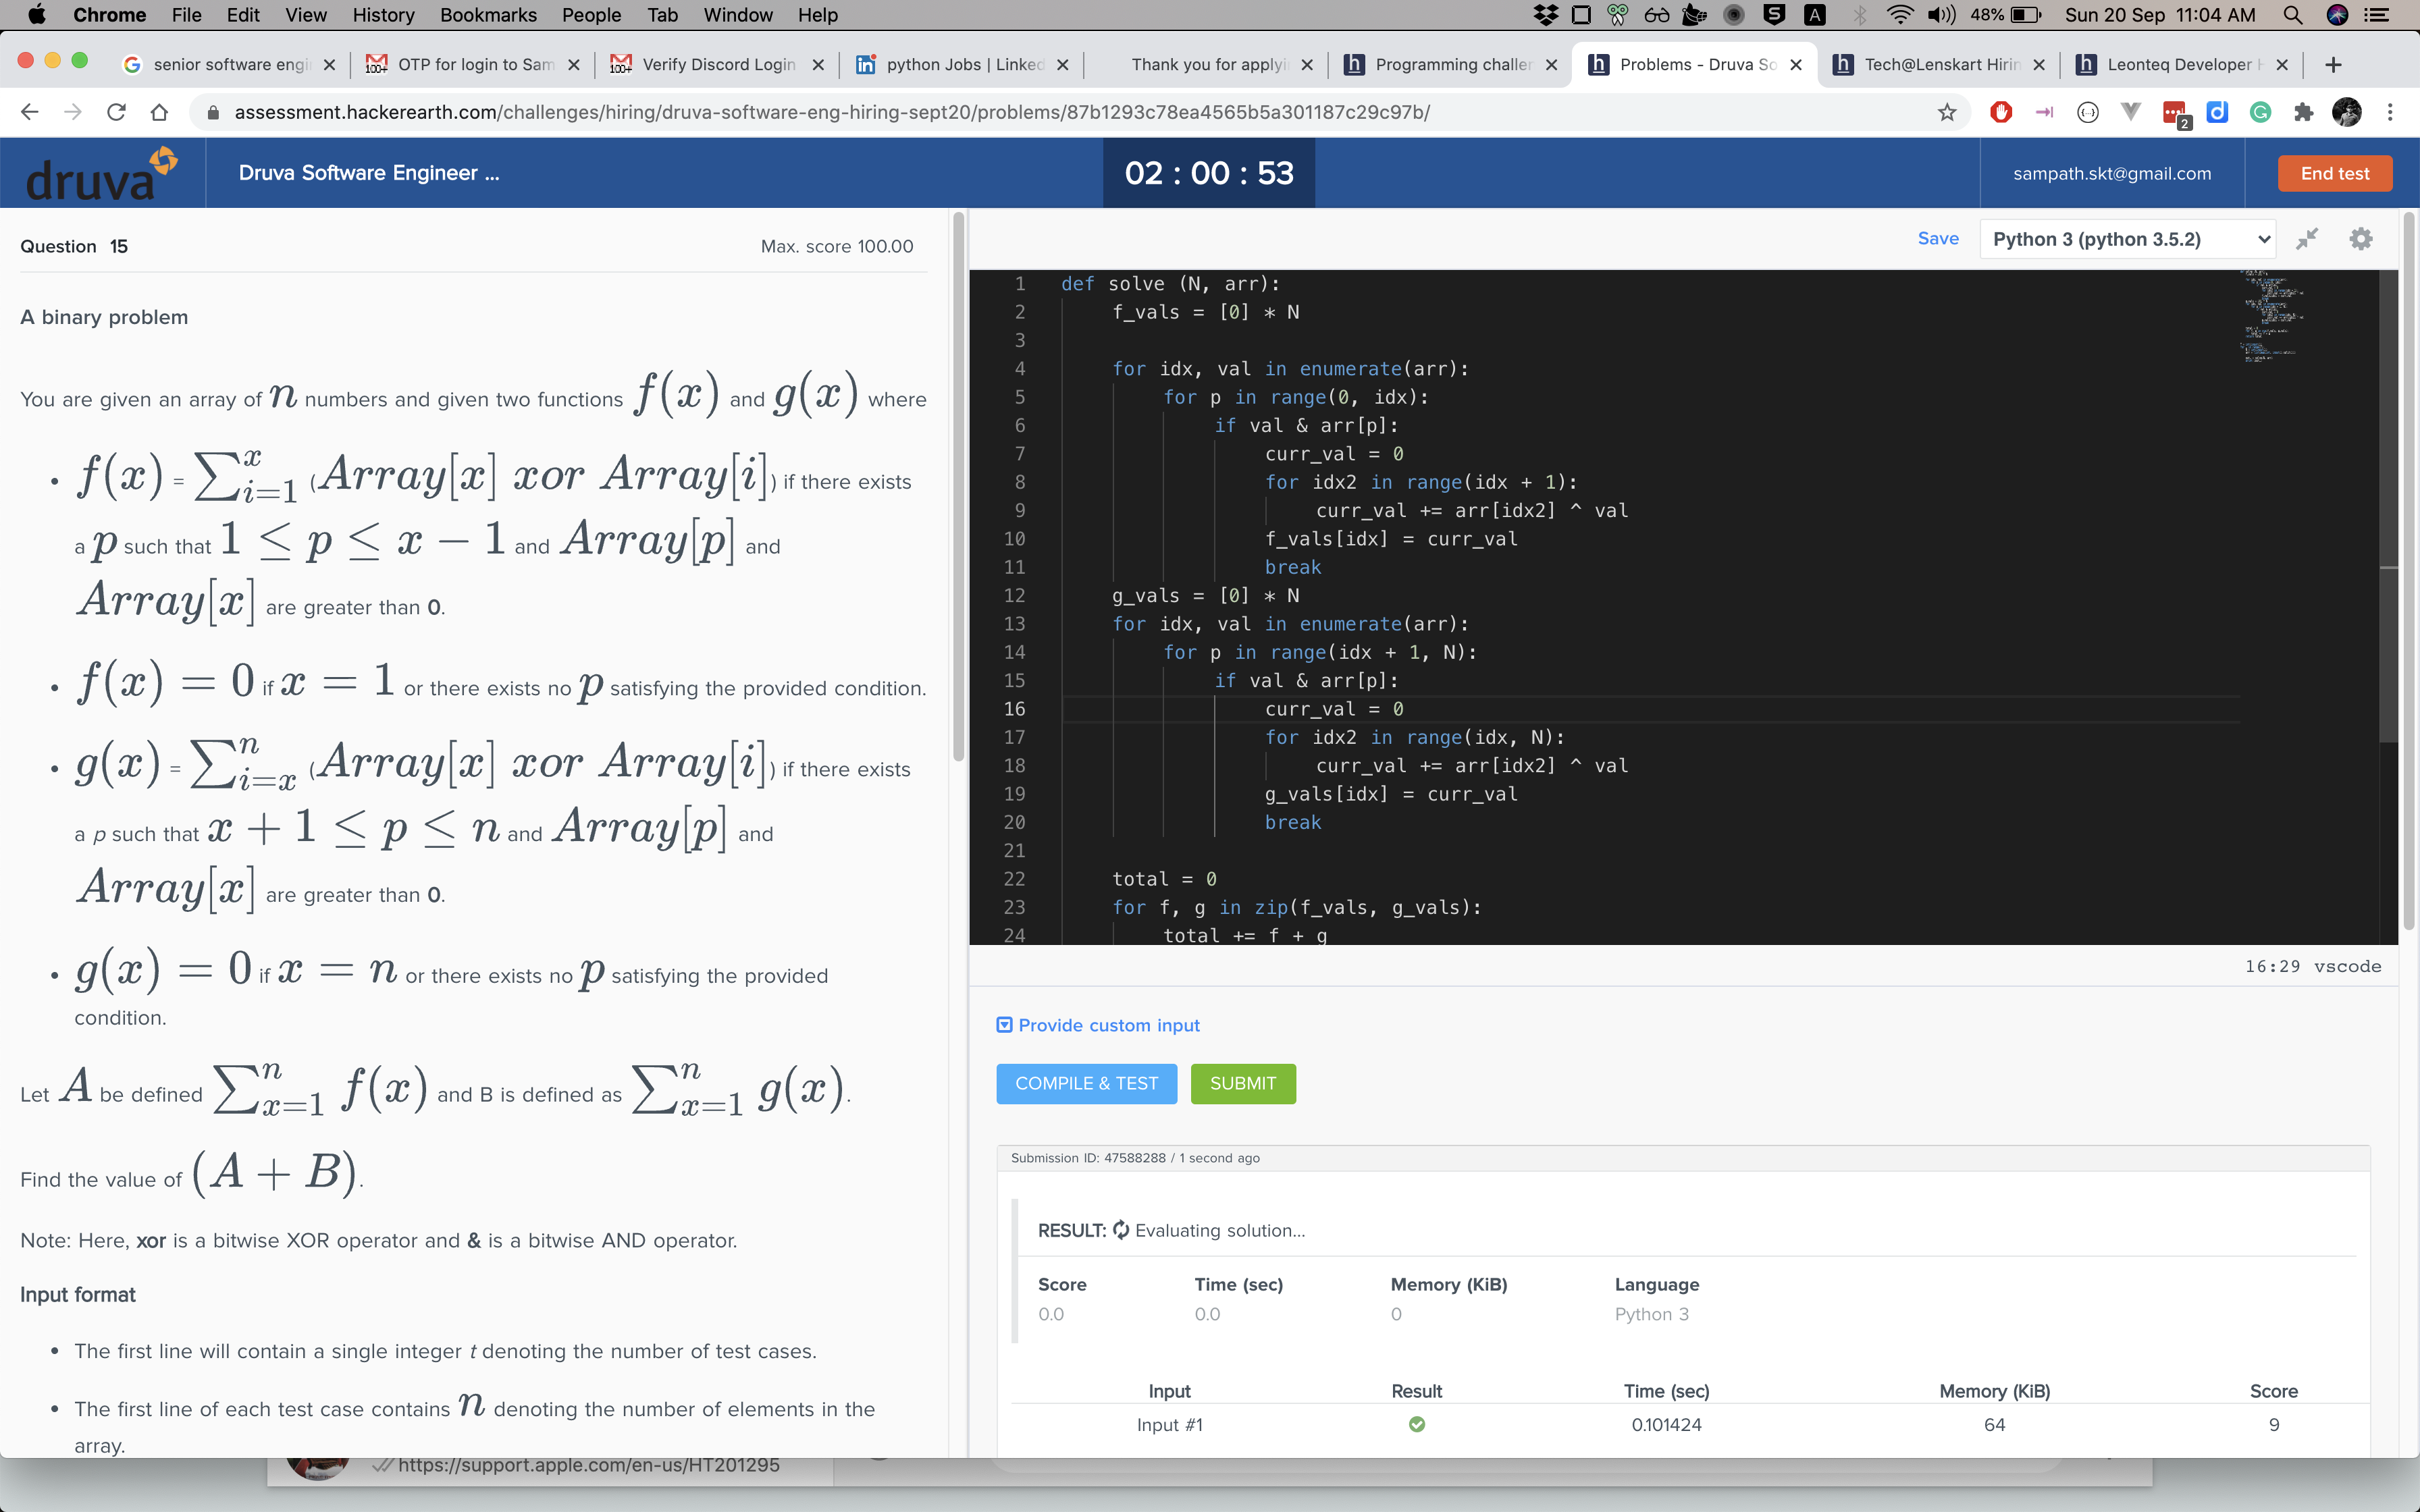 Chrome File Edit View History Bookmarks People Tab Window Help 48% Sun 20 Sep 11:04 AM
senior software engi OTP for login to Sam Verify Discord Login python Jobs | Linked Thank you for applyi Programming challen Problems - Druva So Tech@Lenskart Hirin Leonteq Developer H
assessment.hackerearth.com/challenges/hiring/druva-software-eng-hiring-sept20/problems/87b1293c78ea4565b5a301187c29c97b/
druva Druva Software Engineer ... 02 : 00 : 53 sampath.skt@gmail.com End test
Question 15 Max. score 100.00
A binary problem
You are given an array of n numbers and given two functions f(x) and g(x) where
• f(x) = ∑_{i=1}^{x} (Array[x] xor Array[i]) if there exists
a p such that 1 ≤ p ≤ x − 1 and Array[p] and
Array[x] are greater than 0.
• f(x) = 0 if x = 1 or there exists no p satisfying the provided condition.
• g(x) = ∑_{i=x}^{n} (Array[x] xor Array[i]) if there exists
a p such that x + 1 ≤ p ≤ n and Array[p] and
Array[x] are greater than 0.
• g(x) = 0 if x = n or there exists no p satisfying the provided
condition.
Let A be defined ∑_{x=1}^{n} f(x) and B is defined as ∑_{x=1}^{n} g(x).
Find the value of (A + B).
Note: Here, xor is a bitwise XOR operator and & is a bitwise AND operator.
Input format
• The first line will contain a single integer t denoting the number of test cases.
• The first line of each test case contains n denoting the number of elements in the
array.
Save Python 3 (python 3.5.2)
1 def solve (N, arr):
2 f_vals = [0] * N
3
4 for idx, val in enumerate(arr):
5 for p in range(0, idx):
6 if val & arr[p]:
7 curr_val = 0
8 for idx2 in range(idx + 1):
9 curr_val += arr[idx2] ^ val
10 f_vals[idx] = curr_val
11 break
12 g_vals = [0] * N
13 for idx, val in enumerate(arr):
14 for p in range(idx + 1, N):
15 if val & arr[p]:
16 curr_val = 0
17 for idx2 in range(idx, N):
18 curr_val += arr[idx2] ^ val
19 g_vals[idx] = curr_val
20 break
21
22 total = 0
23 for f, g in zip(f_vals, g_vals):
24 total += f + g
16:29 vscode
Provide custom input
COMPILE & TEST SUBMIT
Submission ID: 47588288 / 1 second ago
RESULT: Evaluating solution...
Score Time (sec) Memory (KiB) Language
0.0 0.0 0 Python 3
Input Result Time (sec) Memory (KiB) Score
Input #1 0.101424 64 9
https://support.apple.com/en-us/HT201295